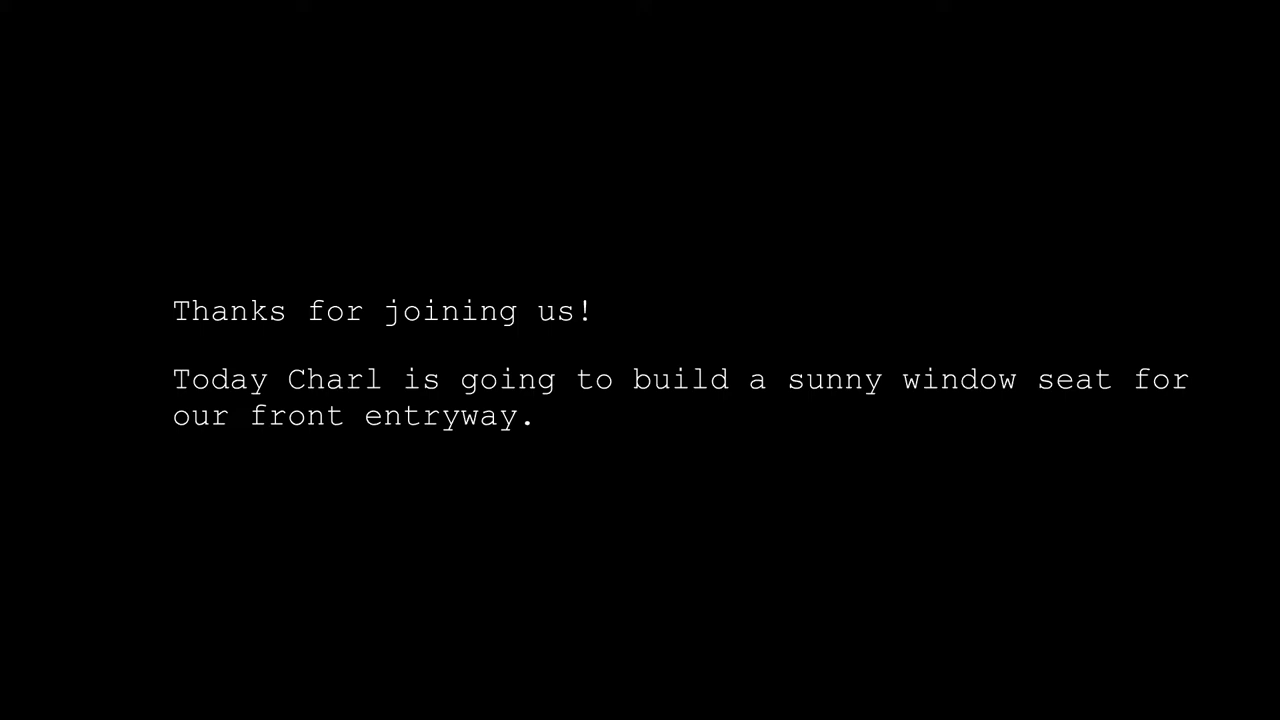 Thanks for joining us!
Today Charl is going to build a sunny window seat for
our front entryway.